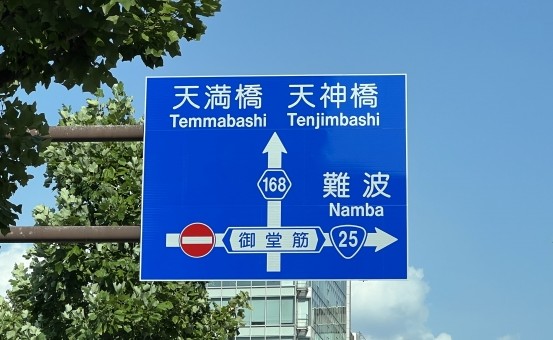 天満橋 天神橋
Temmabashi Tenjimbashi
168
難波
Namba
御堂筋
25